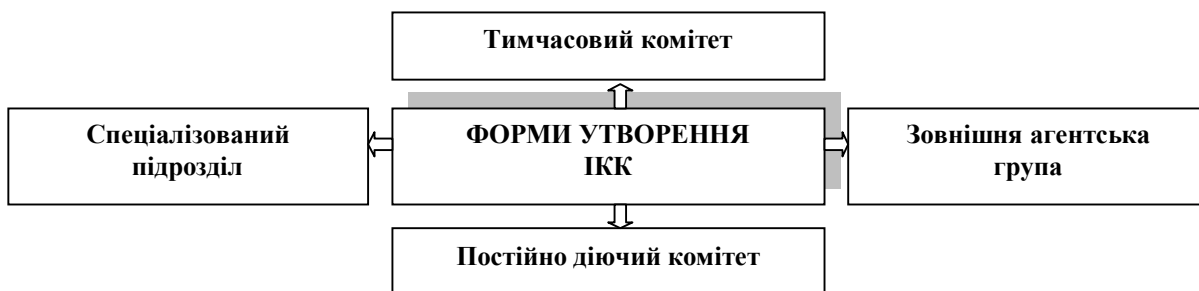 Тимчасовий комітет
Спеціалізований
підрозділ
ФОРМИ УТВОРЕННЯ
ІКК
Зовнішня агентська
група
Постійно діючий комітет